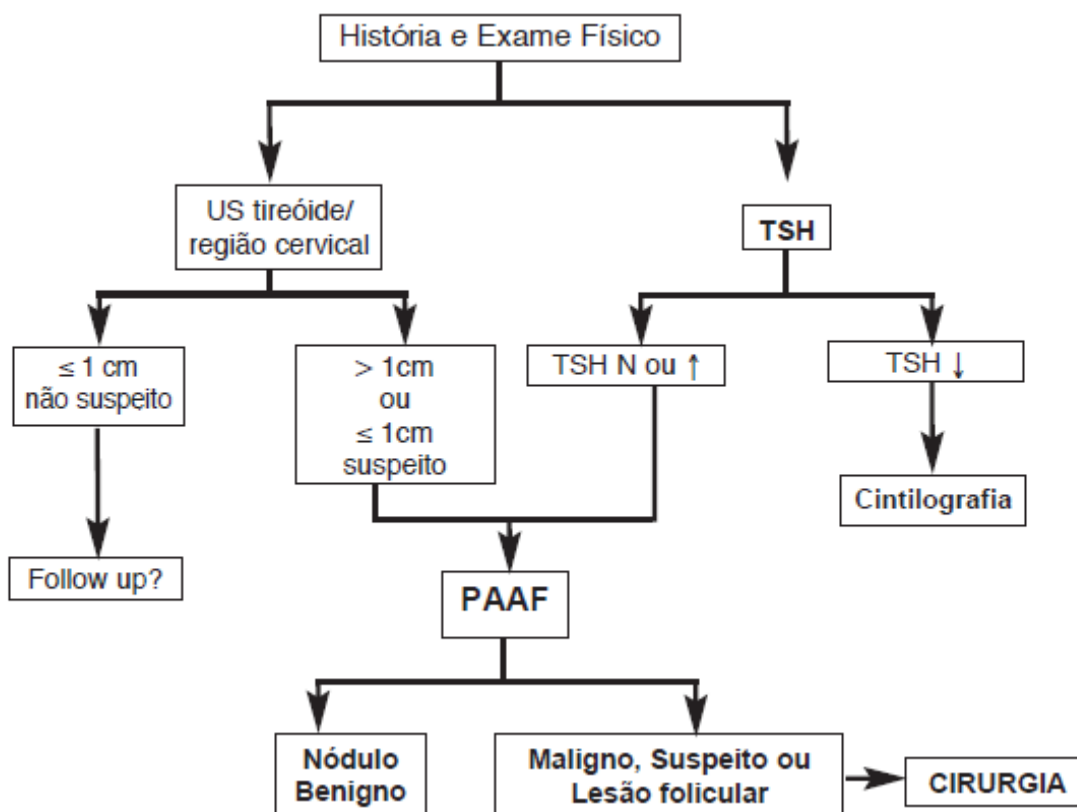 História e Exame Físico
US tireóide/
região cervical
TSH
≤ 1 cm
não suspeito
> 1cm
ou
≤ 1cm
suspeito
TSH N ou ↑
TSH ↓
Cintilografia
Follow up?
PAAF
Nódulo
Benigno
Maligno, Suspeito ou
Lesão folicular
CIRURGIA